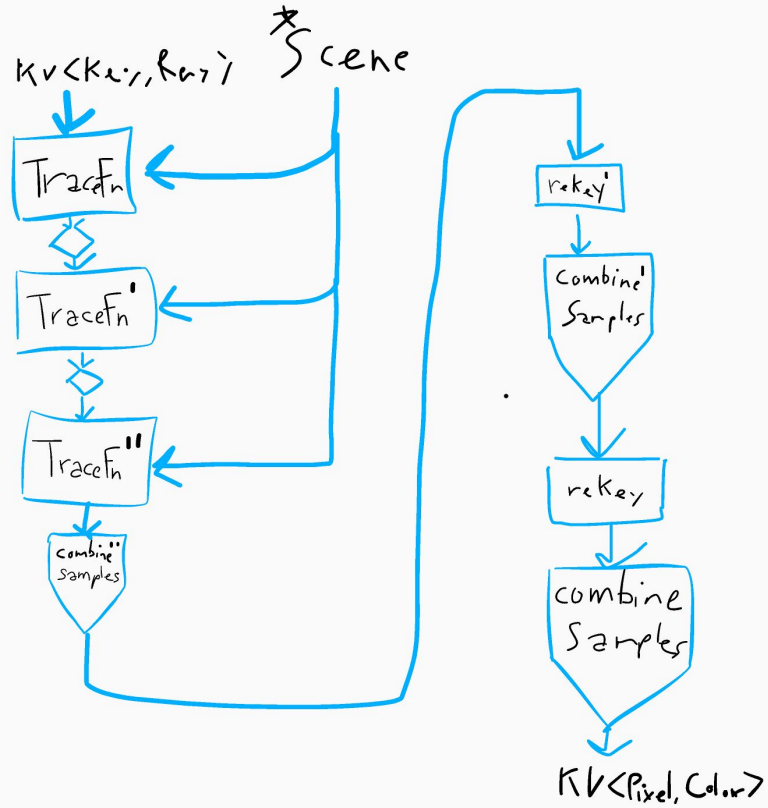 KV<Key, Ray>
*Scene
TraceFn
TraceFn'
TraceFn''
combine''
samples
rekey'
combine'
Samples
rekey
combine
Samples
KV<Pixel, Color>